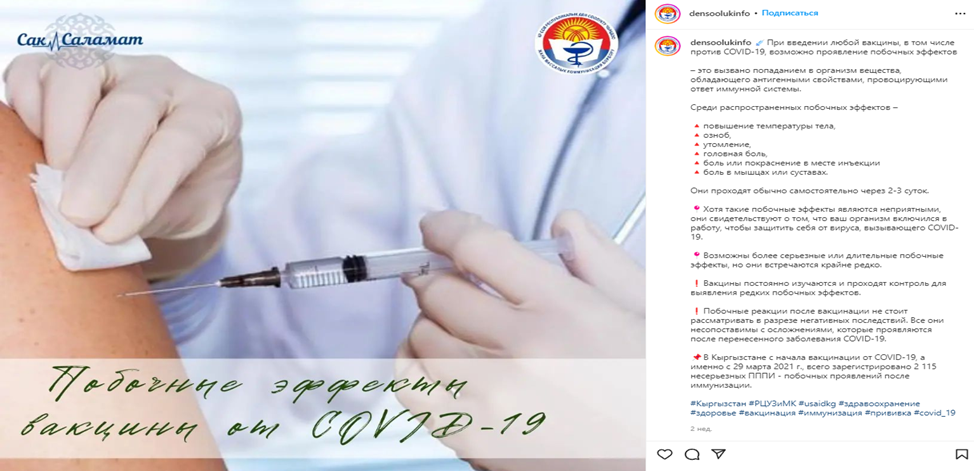 Сак Саламат
Побочные эффекты
вакцины от COVID-19
densoolukinfo • Подписаться
densoolukinfo При введении любой вакцины, в том числе
против COVID-19, возможно проявление побочных эффектов
– это вызвано попаданием в организм вещества,
обладающего антигенными свойствами, провоцирующими
ответ иммунной системы.
Среди распространенных побочных эффектов –
повышение температуры тела,
озноб,
утомление,
головная боль,
боль или покраснение в месте инъекции
боль в мышцах или суставах.
Они проходят обычно самостоятельно через 2-3 суток.
Хотя такие побочные эффекты являются неприятными,
они свидетельствуют о том, что ваш организм включился в
работу, чтобы защитить себя от вируса, вызывающего COVID-
19.
Возможны более серьезные или длительные побочные
эффекты, но они встречаются крайне редко.
Вакцины постоянно изучаются и проходят контроль для
выявления редких побочных эффектов.
Побочные реакции после вакцинации не стоит
рассматривать в разрезе негативных последствий. Все они
несопоставимы с осложнениями, которые проявляются
после перенесенного заболевания COVID-19.
В Кыргызстане с начала вакцинации от COVID-19, а
именно с 29 марта 2021 г., всего зарегистрировано 2 115
несерьезных ПППИ - побочных проявлений после
иммунизации.
#Кыргызстан #РЦУЗиМК #usaidkg #здравоохранение
#здоровье #вакцинация #иммунизация #прививка #covid_19
2 нед.